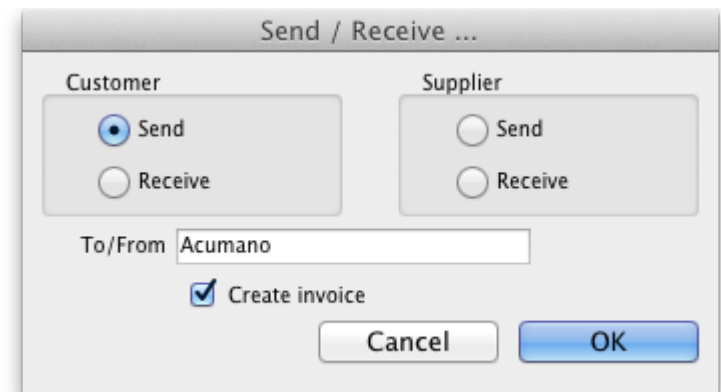 Send / Receive ...
Customer
Send
Receive
Supplier
Send
Receive
To/From Acumano
Create invoice
Cancel
OK